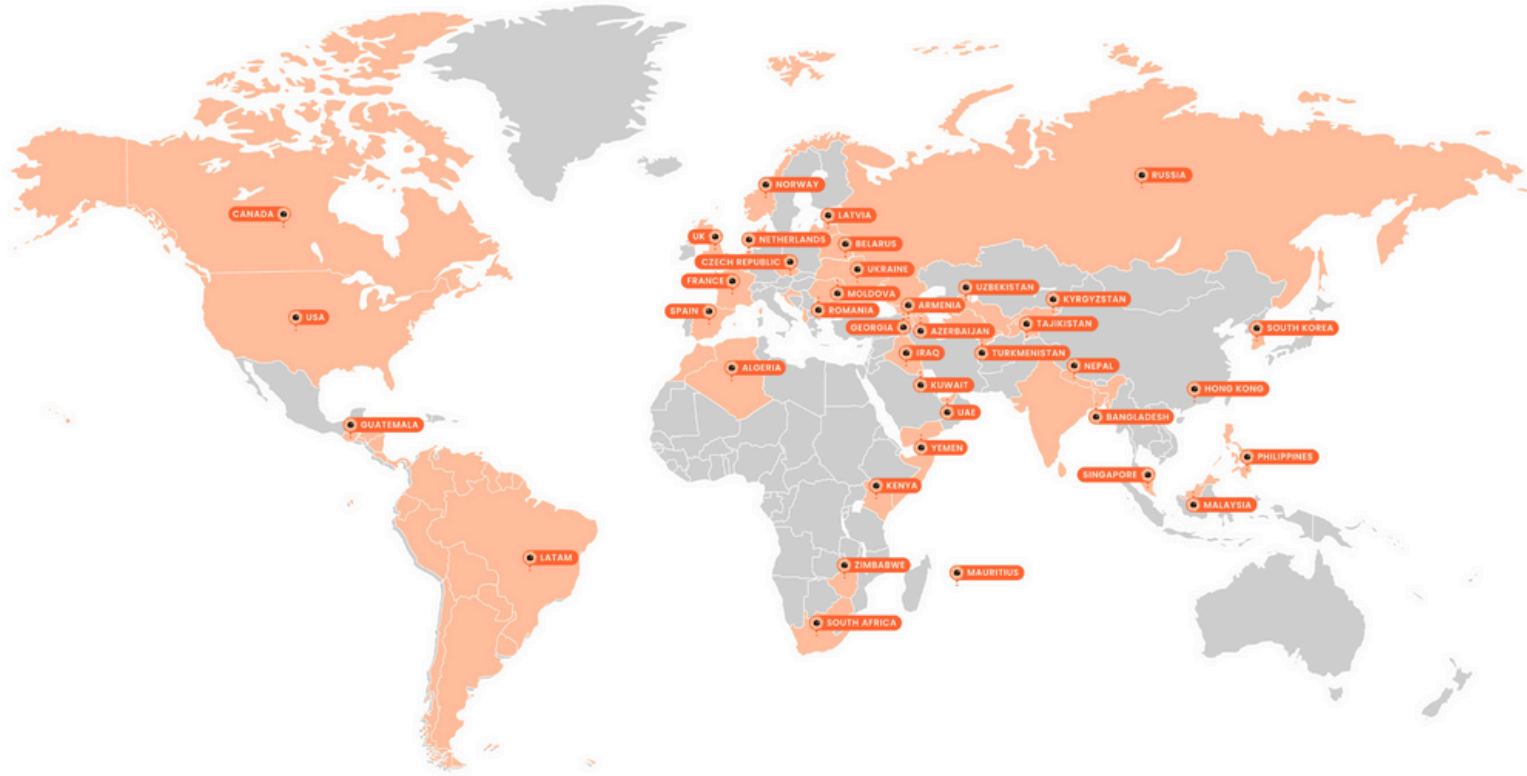 RUSSIA
NORWAY
CANADA
LATVIA
UK
NETHERLANDS
BELARUS
CZECH REPUBLIC
UKRAINE
FRANCE
UZBEKISTAN
MOLDOVA
KYRGYZSTAN
ARMENIA
SPAIN
ROMANIA
USA
GEORGIA
AZERBAIJAN
TAJIKISTAN
SOUTH KOREA
IRAQ
TURKMENISTAN
ALGERIA
NEPAL
KUWAIT
HONG KONG
UAE
BANGLADESH
GUATEMALA
YEMEN
PHILIPPINES
SINGAPORE
KENYA
MALAYSIA
LATAM
ZIMBABWE
MAURITIUS
SOUTH AFRICA